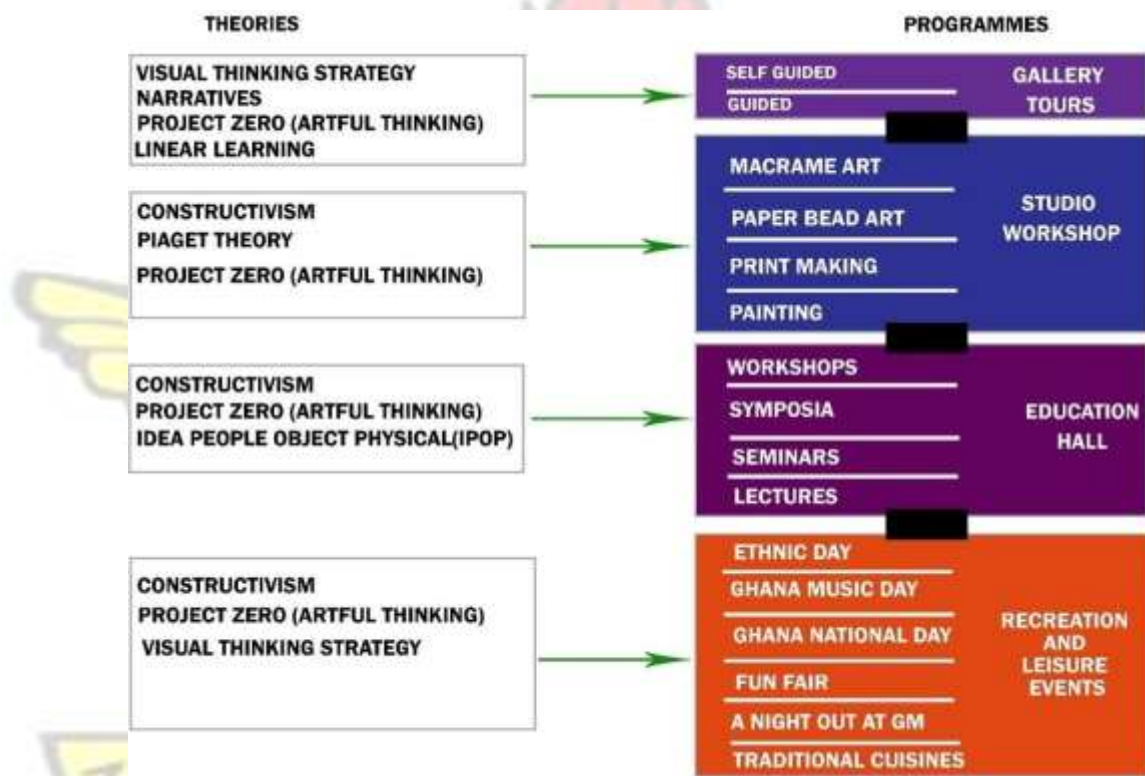 THEORIES
PROGRAMMES
VISUAL THINKING STRATEGY
NARRATIVES
PROJECT ZERO (ARTFUL THINKING)
LINEAR LEARNING
SELF GUIDED
GUIDED
GALLERY
TOURS
CONSTRUCTIVISM
PIAGET THEORY
PROJECT ZERO (ARTFUL THINKING)
MACRAME ART
PAPER BEAD ART
PRINT MAKING
PAINTING
STUDIO
WORKSHOP
CONSTRUCTIVISM
PROJECT ZERO (ARTFUL THINKING)
IDEA PEOPLE OBJECT PHYSICAL(IPOP)
WORKSHOPS
SYMPOSIA
SEMINARS
LECTURES
EDUCATION
HALL
CONSTRUCTIVISM
PROJECT ZERO (ARTFUL THINKING)
VISUAL THINKING STRATEGY
ETHNIC DAY
GHANA MUSIC DAY
GHANA NATIONAL DAY
FUN FAIR
A NIGHT OUT AT GM
TRADITIONAL CUISINES
RECREATION
AND
LEISURE
EVENTS